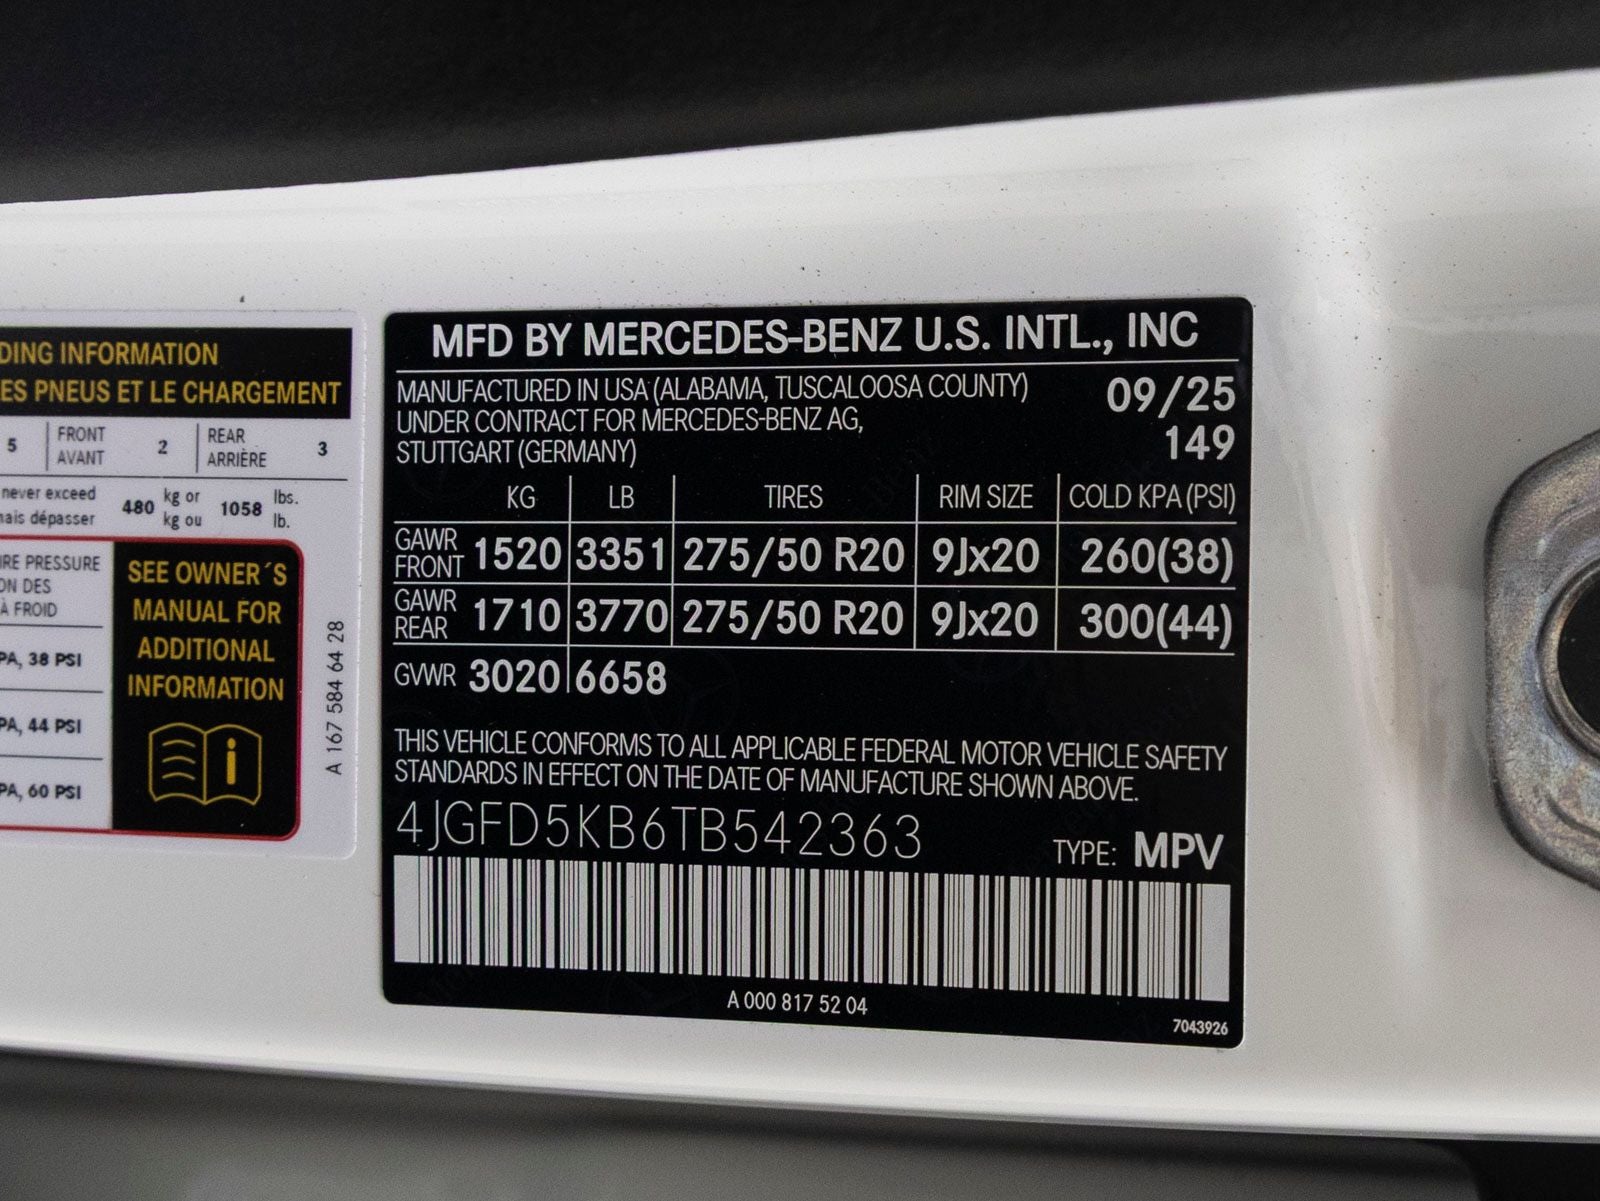 DING INFORMATION
ES PNEUS ET LE CHARGEMENT
5 FRONT AVANT 2 REAR ARRIÈRE 3
never exceed 480 kg or 1058 lbs.
dépasser kg ou lb.
PRESSURE
DES
À FROID
38 PSI
44 PSI
60 PSI
SEE OWNER´S
MANUAL FOR
ADDITIONAL
INFORMATION
i
A 167 584 64 28
MFD BY MERCEDES-BENZ U.S. INTL., INC
MANUFACTURED IN USA (ALABAMA, TUSCALOOSA COUNTY) 09/25
UNDER CONTRACT FOR MERCEDES-BENZ AG, 149
STUTTGART (GERMANY)
KG LB TIRES RIM SIZE COLD KPA (PSI)
GAWR FRONT 1520 3351 275/50 R20 9Jx20 260(38)
GAWR REAR 1710 3770 275/50 R20 9Jx20 300(44)
GVWR 3020 6658
THIS VEHICLE CONFORMS TO ALL APPLICABLE FEDERAL MOTOR VEHICLE SAFETY
STANDARDS IN EFFECT ON THE DATE OF MANUFACTURE SHOWN ABOVE.
4JGFD5KB6TB542363 TYPE: MPV
A 000 817 52 04
7043926